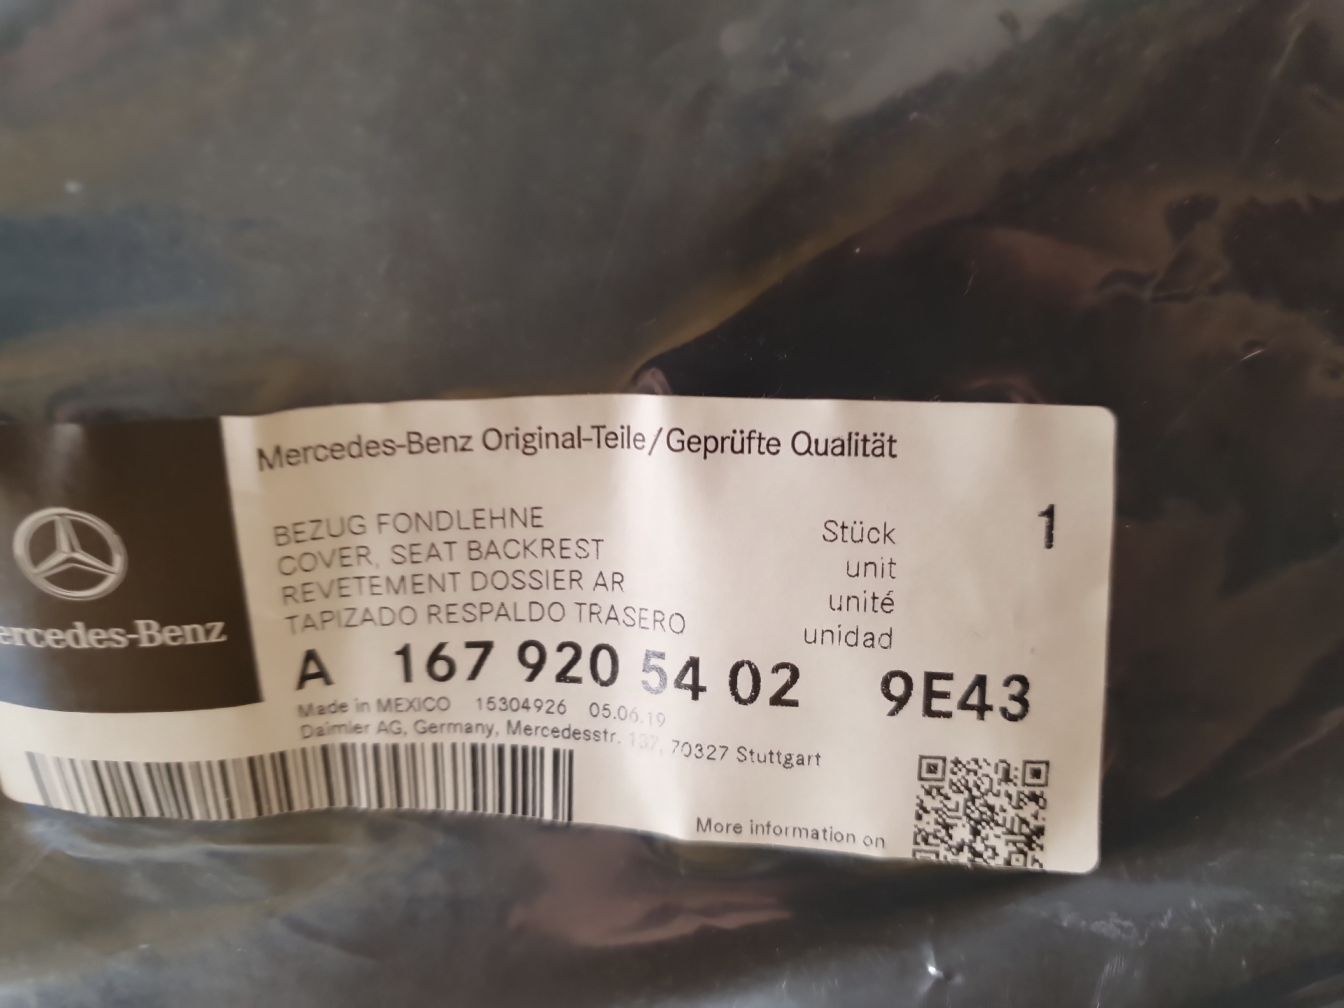 Mercedes-Benz Original-Teile/Geprüfte Qualität
BEZUG FONDLEHNE
COVER, SEAT BACKREST
REVETEMENT DOSSIER AR
TAPIZADO RESPALDO TRASERO
Stück 1
unit
unité
unidad
ercedes-Benz
A 167 920 54 02 9E43
Made in MEXICO 15304926 05.06.19
Daimler AG, Germany, Mercedesstr. 137, 70327 Stuttgart
More information on